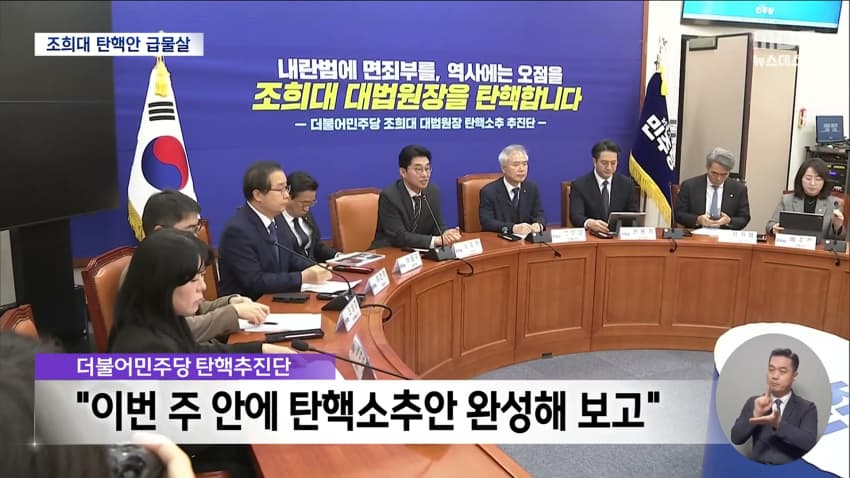 조희대 탄핵안 급물살
뉴스데스
내란범에 면죄부를, 역사에는 오점을
조희대 대법원장을 탄핵합니다
— 더불어민주당 조희대 대법원장 탄핵소추 추진단 —
더불어민주당 탄핵추진단
"이번 주 안에 탄핵소추안 완성해 보고"